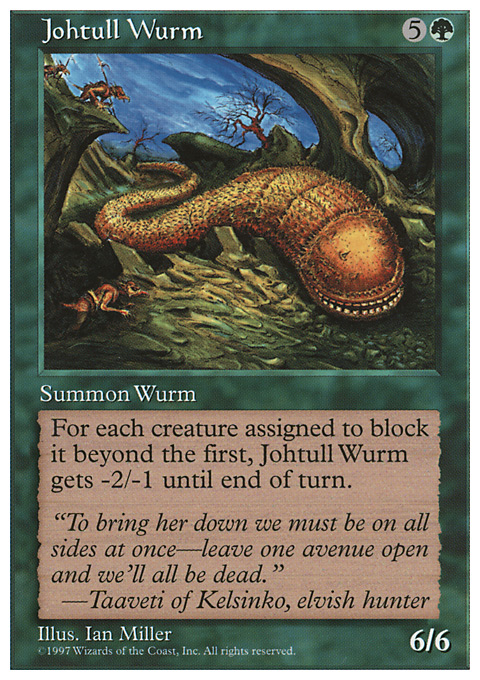 Johtull Wurm 5
Summon Wurm
For each creature assigned to block
it beyond the first, Johtull Wurm
gets -2/-1 until end of turn.
“To bring her down we must be on all
sides at once—leave one avenue open
and we’ll all be dead.”
—Taaveti of Kelsinko, elvish hunter
Illus. Ian Miller
©1997 Wizards of the Coast, Inc. All rights reserved.
6/6